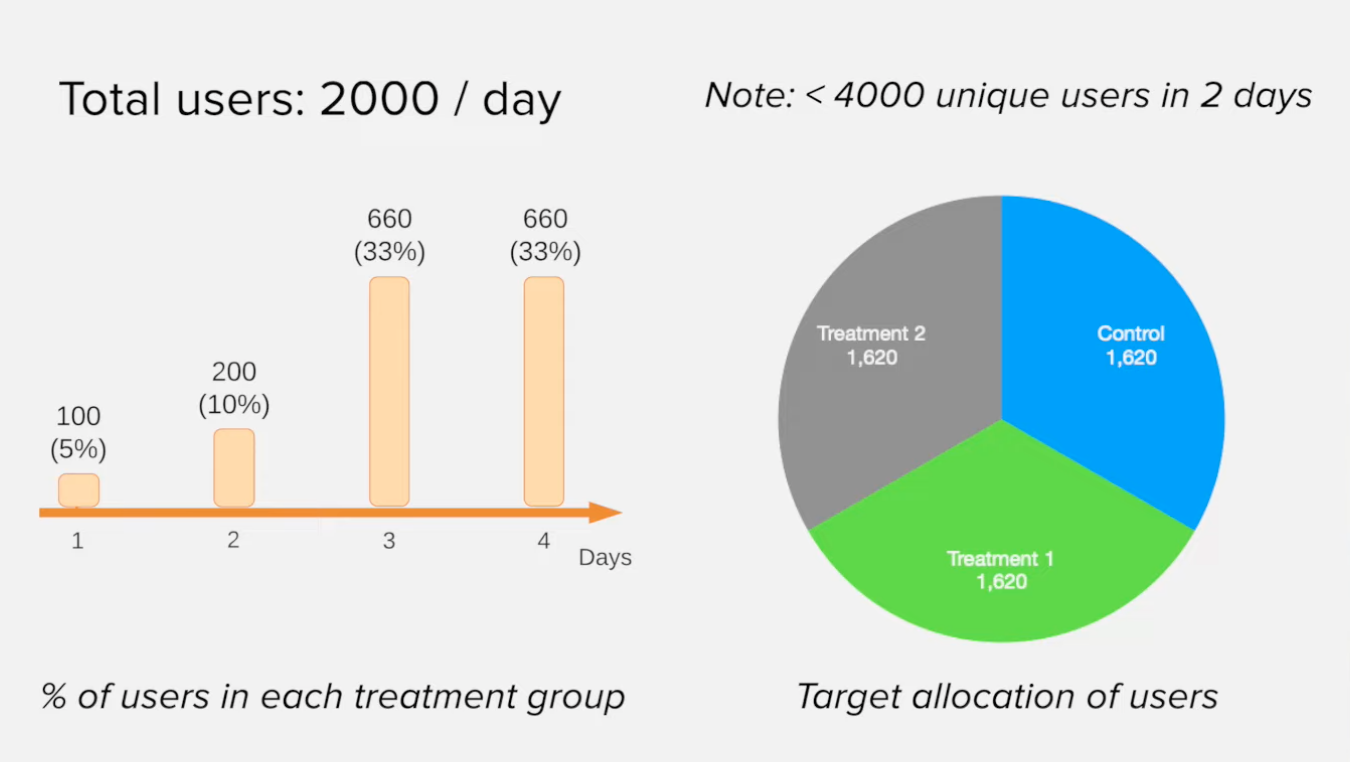 Total users: 2000 / day
Note: < 4000 unique users in 2 days
100
(5%)
200
(10%)
660
(33%)
660
(33%)
1
2
3
4
Days
% of users in each treatment group
Treatment 2
1,620
Control
1,620
Treatment 1
1,620
Target allocation of users